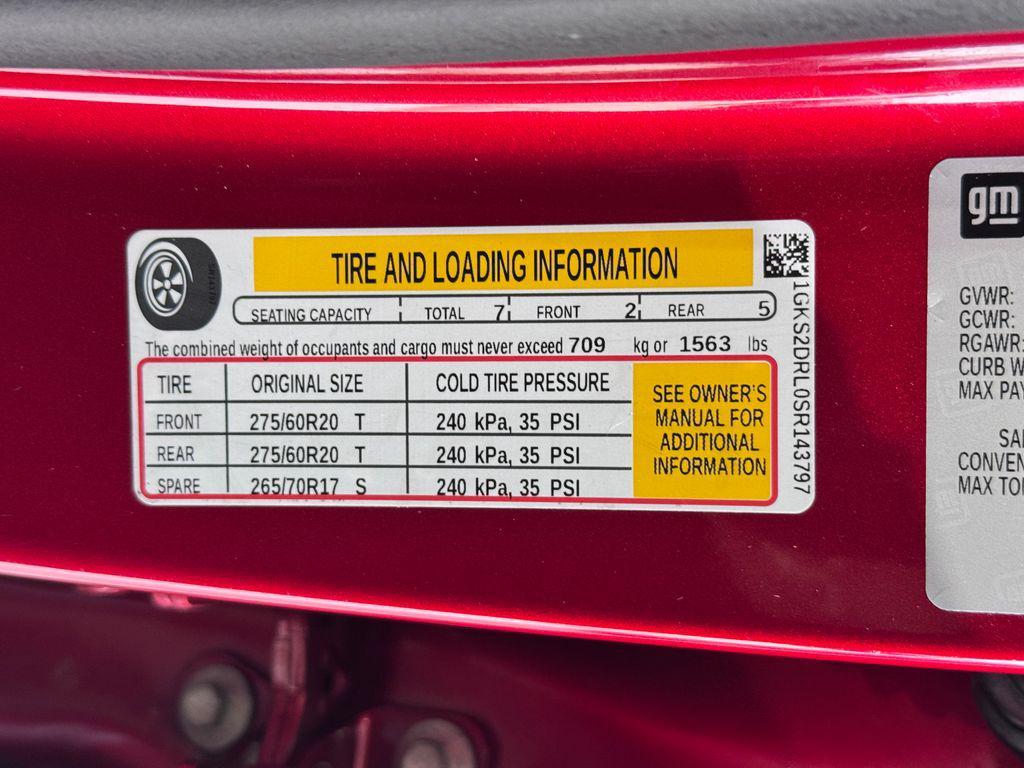 TIRE AND LOADING INFORMATION
SEATING CAPACITY TOTAL 7 FRONT 2 REAR 5
The combined weight of occupants and cargo must never exceed 709 kg or 1563 lbs
TIRE ORIGINAL SIZE COLD TIRE PRESSURE
FRONT 275/60R20 T 240 kPa, 35 PSI
REAR 275/60R20 T 240 kPa, 35 PSI
SPARE 265/70R17 S 240 kPa, 35 PSI
SEE OWNER'S
MANUAL FOR
ADDITIONAL
INFORMATION
1GKS2DRL0SR143797
gm
GVWR:
GCWR:
RGAWR:
CURB W
MAX PAY
SAF
CONVEN
MAX TO